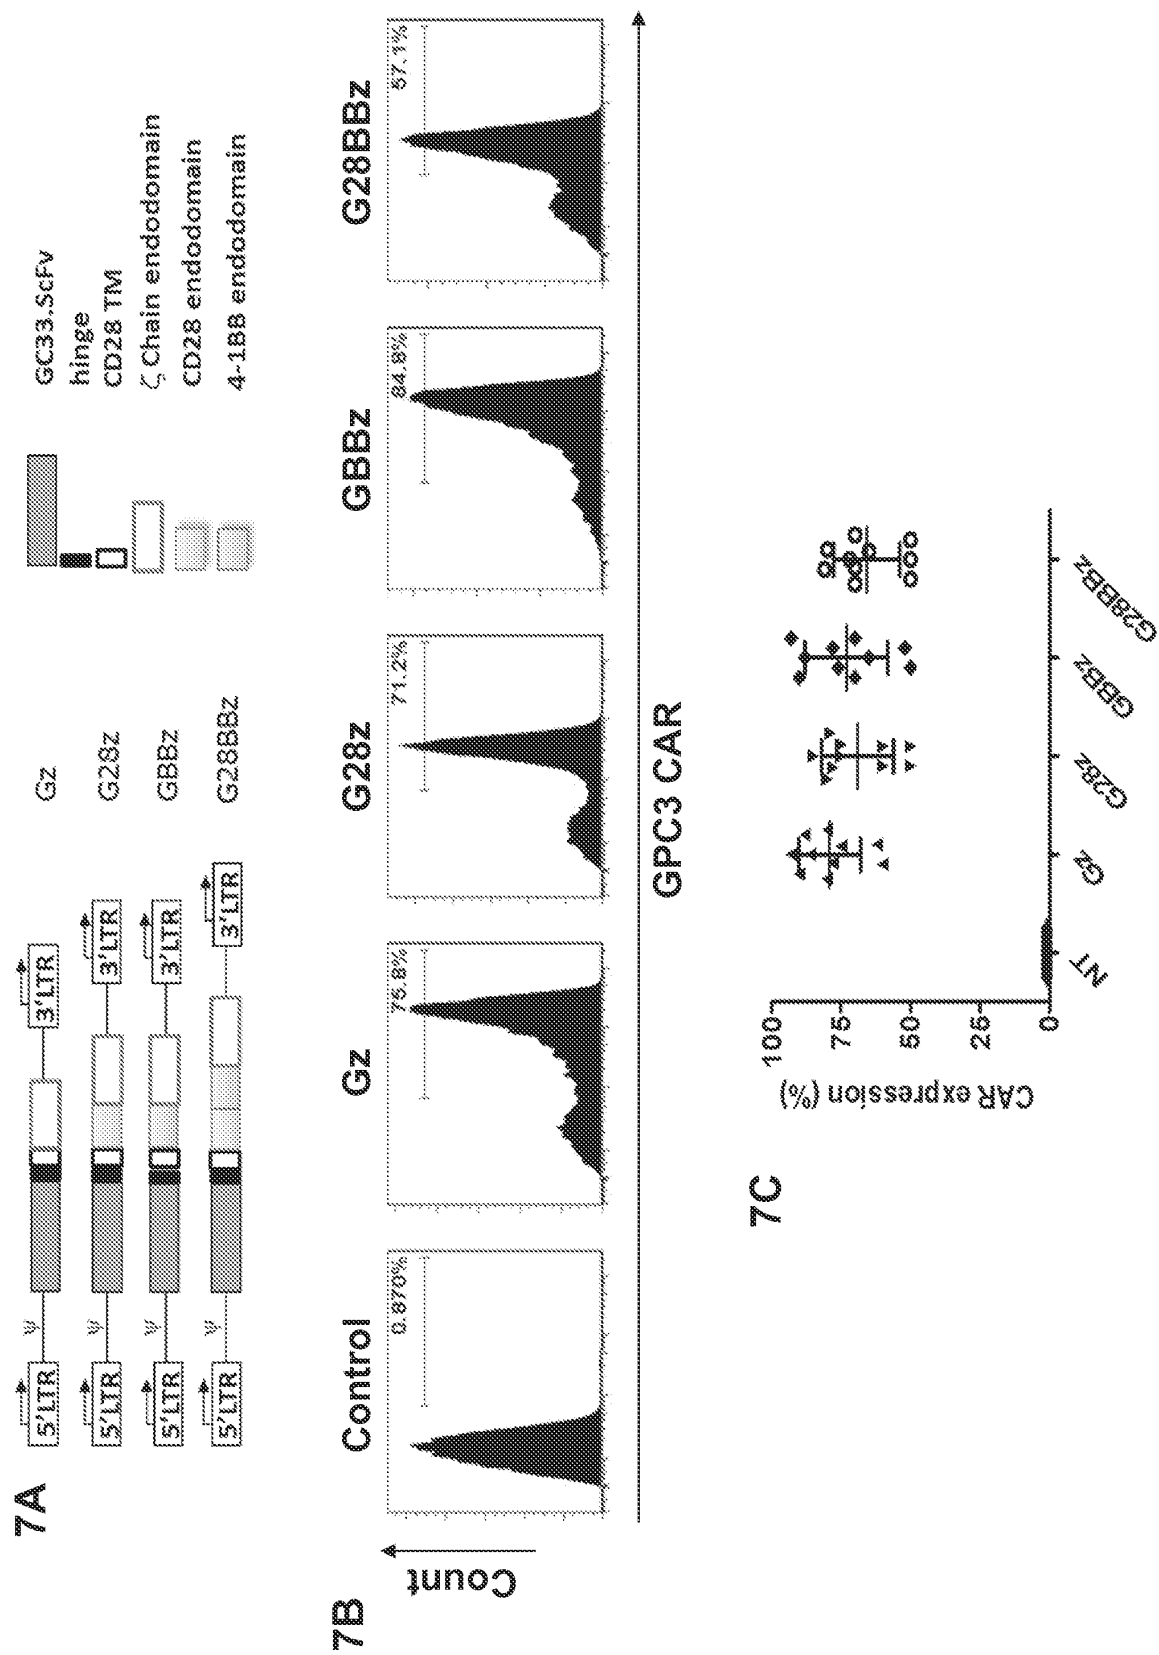 7A
5'LTR ψ 3'LTR Gz
5'LTR ψ 3'LTR G28z
5'LTR ψ 3'LTR GBBz
5'LTR ψ 3'LTR G28BBz
GC33.ScFv
hinge
CD28 TM
ζ Chain endodomain
CD28 endodomain
4-1BB endodomain
7B
Count
Control
0.870%
Gz
75.8%
G28z
71.2%
GBBz
84.8%
G28BBz
57.1%
GPC3 CAR
7C
CAR expression (%)
100
75
50
25
0
NT
Gz
G28z
GBBz
G28BBz